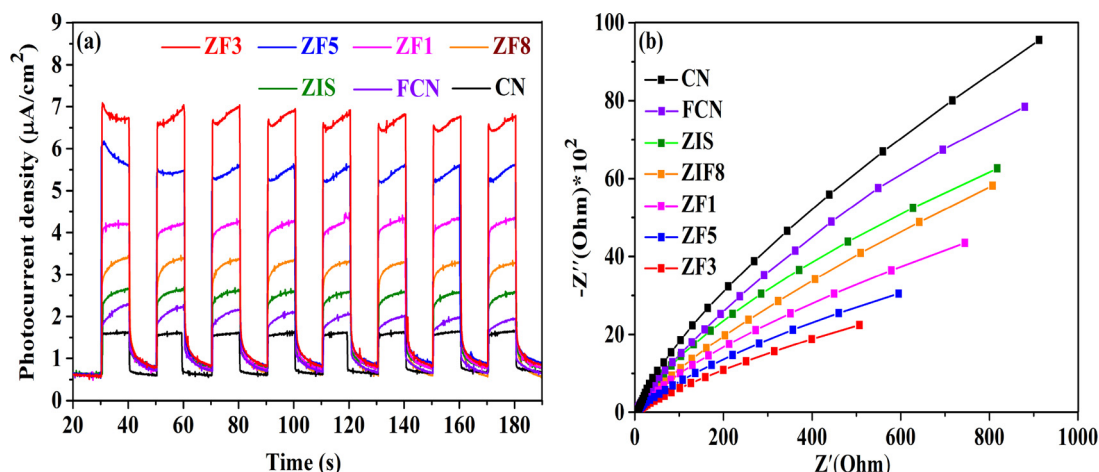 (a)
ZF3 ZF5 ZF1 ZF8
ZIS FCN CN
Photocurrent density (μA/cm²)
9
8
7
6
5
4
3
2
1
0
20 40 60 80 100 120 140 160 180
Time (s)
(b)
CN
FCN
ZIS
ZIF8
ZF1
ZF5
ZF3
-Z″(Ohm)*10²
100
80
60
40
20
0
0 200 400 600 800 1000
Z′(Ohm)